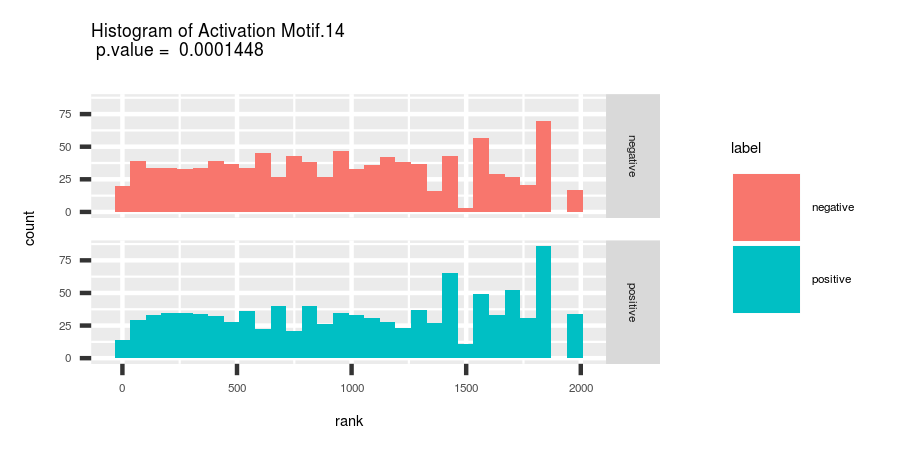 Histogram of Activation Motif.14
p.value = 0.0001448
75
50
25
0
negative
count
75
50
25
0
positive
0 500 1000 1500 2000
rank
label
negative
positive